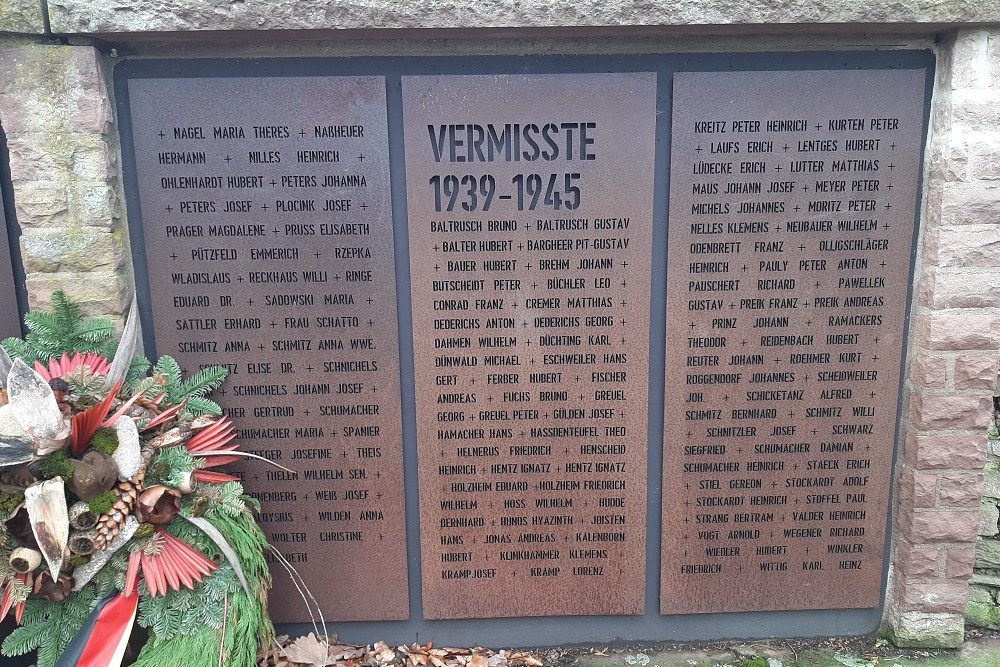 + NAGEL MARIA THERES + NAßHEUER
HERMANN + NILLES HEINRICH +
OHLENHARDT HUBERT + PETERS JOHANNA
+ PETERS JOSEF + PLOCINK JOSEF +
PRAGER MAGDALENE + PRUSS ELISABETH
+ PÜTZFELD EMMERICH + RZEPKA
WLADISLAUS + RECKHAUS WILLI + RINGE
EDUARD DR. + SADOWSKI MARIA +
SATTLER ERHARD + FRAU SCHATTO +
SCHMITZ ANNA + SCHMITZ ANNA WWE.
SCHMITZ ELISE DR. + SCHNICHELS
+ SCHNICHELS JOHANN JOSEF +
GERTRUD + SCHUMACHER
SCHUMACHER MARIA + SPANIER
JOSEFINE + THEIS
THELEN WILHELM SEN. +
WEIß JOSEF +
ALOYSIUS + WILDEN ANNA
WOLTER CHRISTINE +
VERMISSTE
1939-1945
BALTRUSCH BRUNO + BALTRUSCH GUSTAV
+ BALTER HUBERT + BARGHEER PIT-GUSTAV
+ BAUER HUBERT + BREHM JOHANN +
BUTSCHEIDT PETER + BÜCHLER LEO +
CONRAD FRANZ + CREMER MATTHIAS +
DEDERICHS ANTON + DEDERICHS GEORG +
DAHMEN WILHELM + DÜCHTING KARL +
DÜNWALD MICHAEL + ESCHWEILER HANS
GERT + FERBER HUBERT + FISCHER
ANDREAS + FUCHS BRUNO + GREUEL
GEORG + GREUEL PETER + GÜLDEN JOSEF +
HAMACHER HANS + HASSDENTEUFEL THEO
+ HELNERUS FRIEDRICH + HENSCHEID
HEINRICH + HENTZ IGNATZ + HENTZ IGNATZ
+ HOLZHEIM EDUARD + HOLZHEIM FRIEDRICH
WILHELM + HOSS WILHELM + HUDDE
BERNHARD + HUNDS HYAZINTH + JOISTEN
HANS + JONAS ANDREAS + KALENBORN
HUBERT + KLINKHAMMER KLEMENS +
KRAMP JOSEF + KRAMP LORENZ +
KREITZ PETER HEINRICH + KURTEN PETER
+ LAUFS ERICH + LENTGES HUBERT +
LÜDECKE ERICH + LUTTER MATTHIAS +
MAUS JOHANN JOSEF + MEYER PETER +
MICHELS JOHANNES + MORITZ PETER +
NELLES KLEMENS + NEUBAUER WILHELM +
ODENBRETT FRANZ + OLLIGSCHLÄGER
HEINRICH + PAULY PETER ANTON +
PAUSCHERT RICHARD + PAWELLEK
GUSTAV + PREIK FRANZ + PREIK ANDREAS
+ PRINZ JOHANN + RAMACKERS
THEODOR + REIDENBACH HUBERT +
REUTER JOHANN + ROEHMER KURT +
ROGGENDORF JOHANNES + SCHEIDWEILER
JOH + SCHICKETANZ ALFRED +
SCHMITZ BERNHARD + SCHMITZ WILLI
+ SCHNITZLER JOSEF + SCHWARZ
SIEGFRIED + SCHUMACHER DAMIAN +
SCHUMACHER HEINRICH + STAECK ERICH
+ STIEL GEREON + STOCKARDT ADOLF
+ STOCKARDT HEINRICH + STOFFEL PAUL
+ STRANG BERTRAM + VALDER HEINRICH
+ VOGT ARNOLD + WEGENER RICHARD
+ WIEDLER HUBERT + WINKLER
FRIEDRICH + WITTIG KARL HEINZ